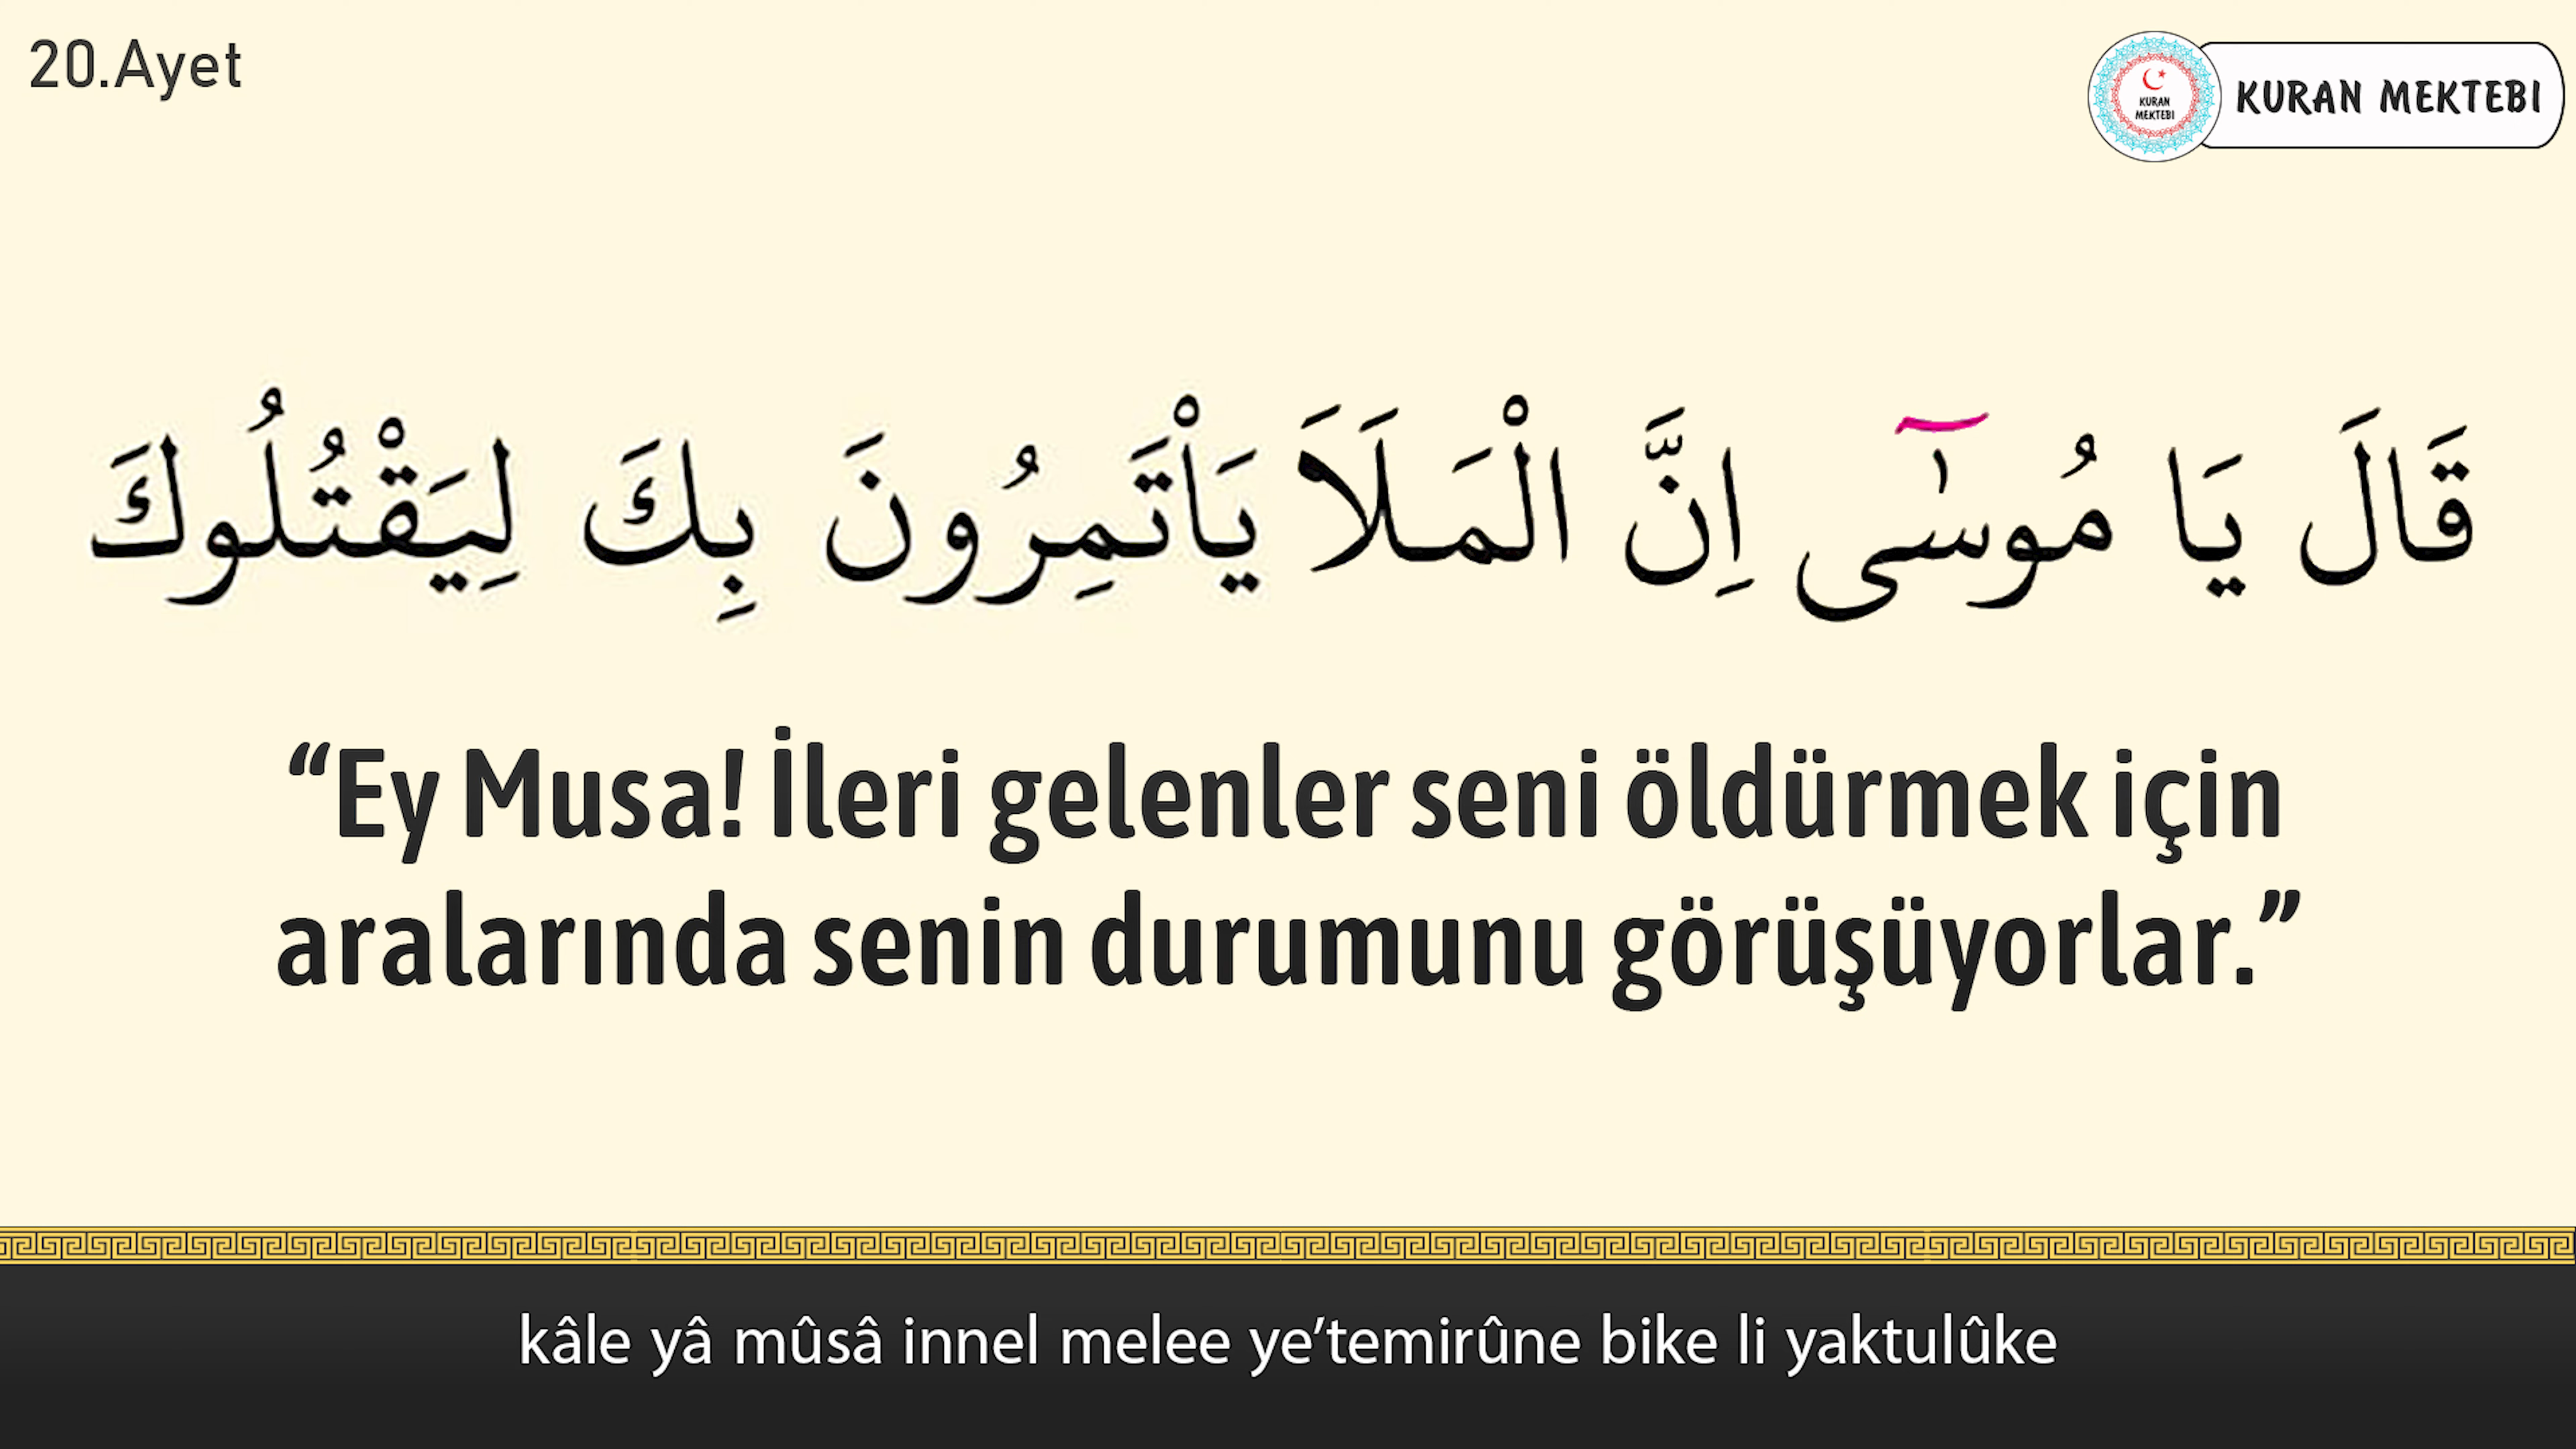 20.Ayet
KURAN
MEKTEBI
KURAN MEKTEBI
قَالَ يَا مُوسٰٓى اِنَّ الْمَلَاَ يَاْتَمِرُونَ بِكَ لِيَقْتُلُوكَ
“Ey Musa! İleri gelenler seni öldürmek için
aralarında senin durumunu görüşüyorlar.”
kâle yâ mûsâ innel melee ye’temirûne bike li yaktulûke